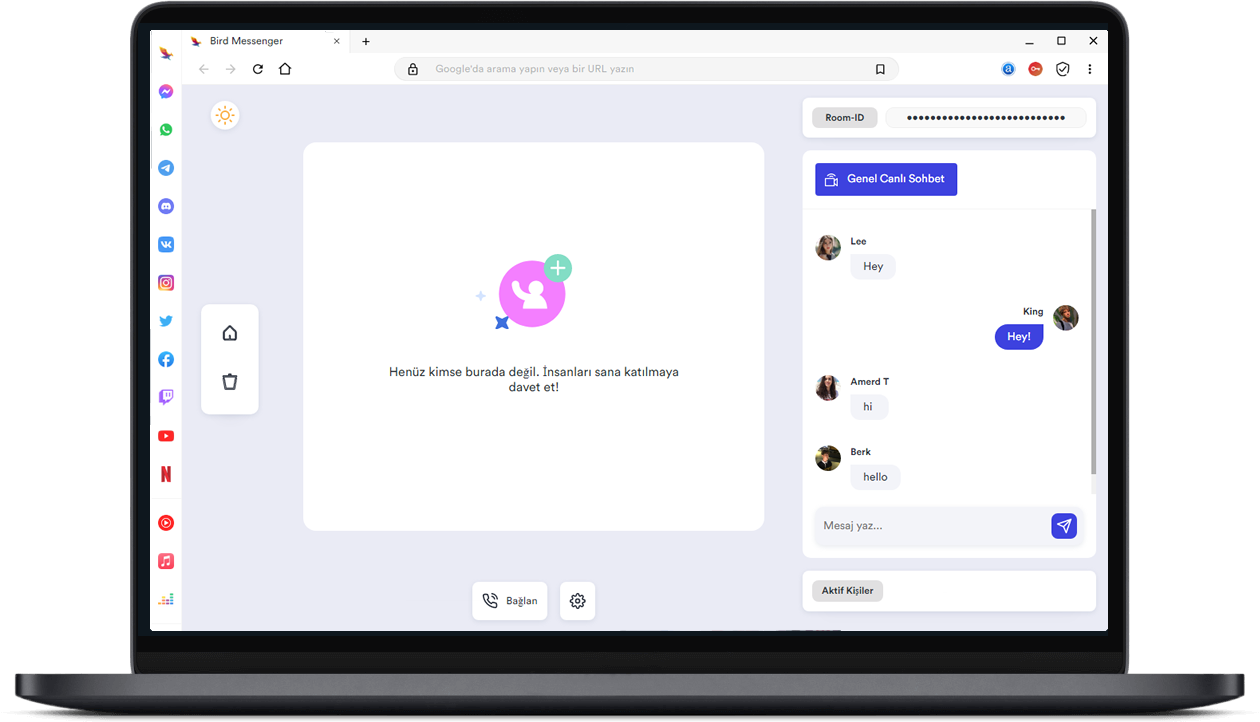 Bird Messenger
Google'da arama yapın veya bir URL yazın
Room-ID
Genel Canlı Sohbet
Lee
Hey
King
Hey!
Amerd T
hi
Berk
hello
Mesaj yaz...
Aktif Kişiler
Henüz kimse burada değil. İnsanları sana katılmaya
davet et!
Bağlan